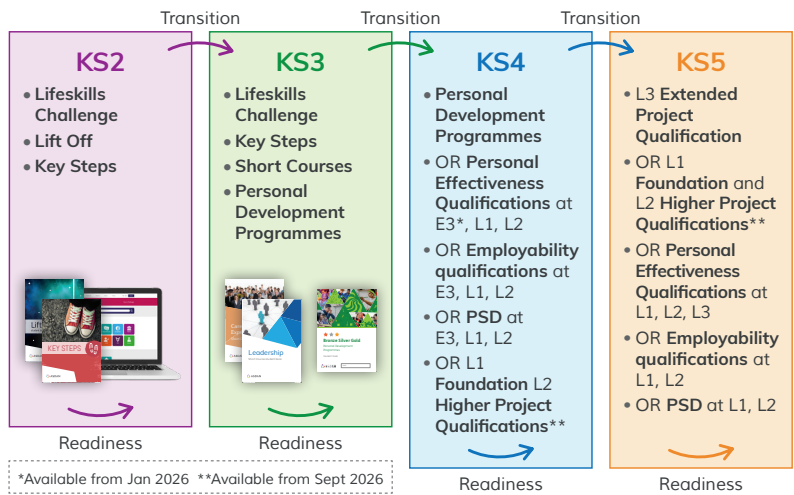 Transition
Transition
Transition
KS2
• Lifeskills
Challenge
• Lift Off
• Key Steps
KEY STEPS
Readiness
KS3
• Lifeskills
Challenge
• Key Steps
• Short Courses
• Personal
Development
Programmes
Leadership
Bronze Silver Gold
Readiness
KS4
• Personal
Development
Programmes
• OR Personal
Effectiveness
Qualifications at
E3*, L1, L2
• OR Employability
qualifications at
E3, L1, L2
• OR PSD at
E3, L1, L2
• OR L1
Foundation L2
Higher Project
Qualifications**
Readiness
KS5
• L3 Extended
Project
Qualification
• OR L1
Foundation and
L2 Higher Project
Qualifications**
• OR Personal
Effectiveness
Qualifications at
L1, L2, L3
• OR Employability
qualifications at
L1, L2
• OR PSD at L1, L2
Readiness
*Available from Jan 2026 **Available from Sept 2026